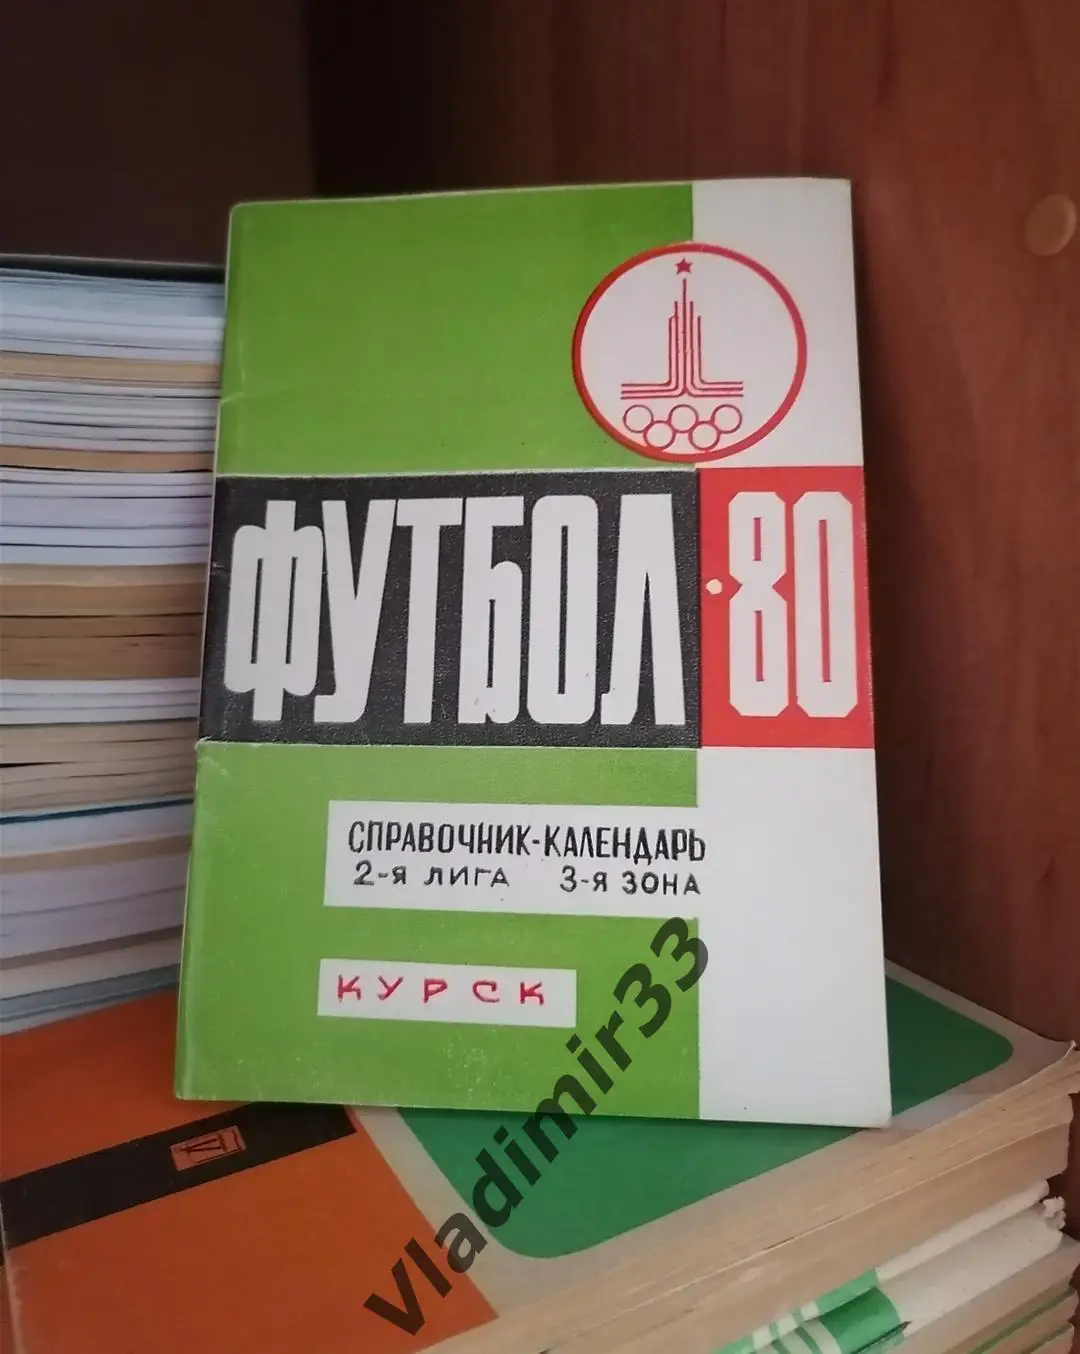 ФУТБОЛ·80
СПРАВОЧНИК-КАЛЕНДАРЬ
2-Я ЛИГА 3-Я ЗОНА
КУРСК
vladimir33